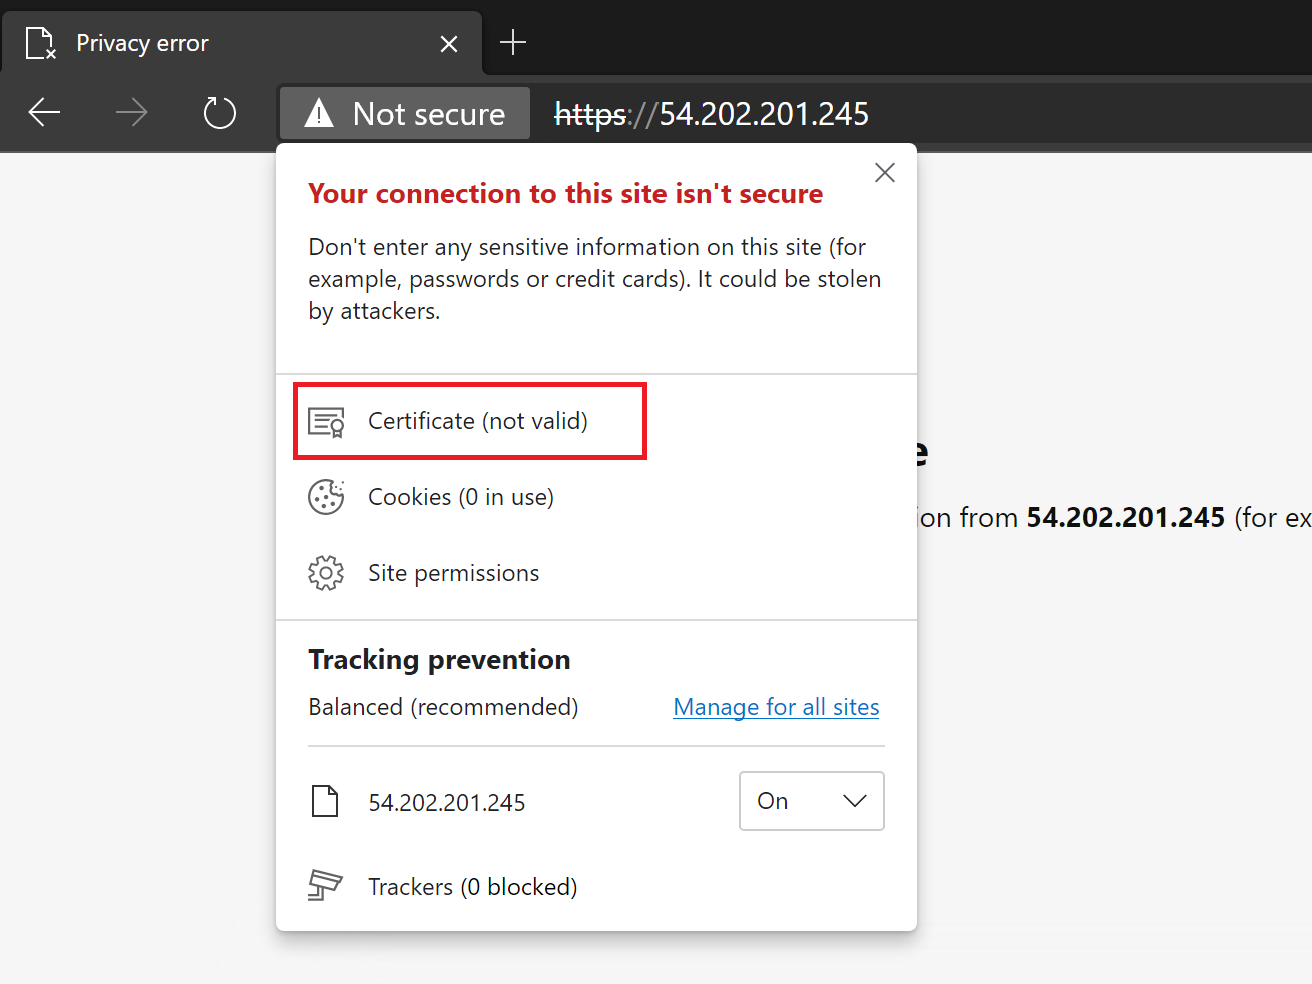 Privacy error
Not secure https://54.202.201.245
Your connection to this site isn't secure
Don't enter any sensitive information on this site (for
example, passwords or credit cards). It could be stolen
by attackers.
Certificate (not valid)
e
Cookies (0 in use)
ion from 54.202.201.245 (for ex
Site permissions
Tracking prevention
Balanced (recommended) Manage for all sites
54.202.201.245 On
Trackers (0 blocked)